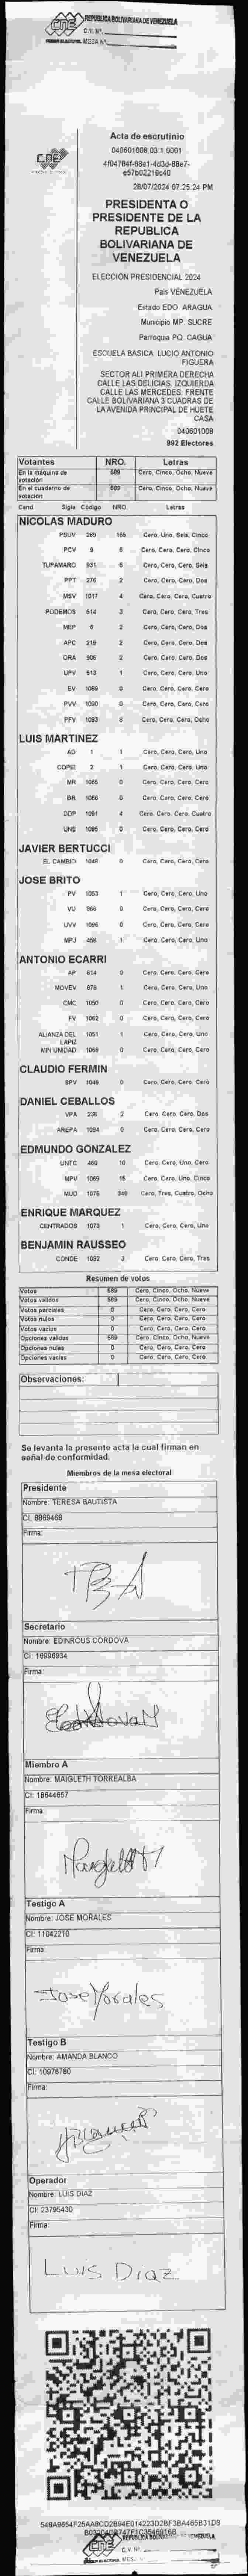 REPUBLICA BOLIVARIANA DE VENEZUELA
C.V. Nº.
MESA Nº.
CNE
Acta de escrutinio
040601008.03.1.0001
28/07/2024 07:25:24 PM
PRESIDENTA O
PRESIDENTE DE LA
REPUBLICA
BOLIVARIANA DE
VENEZUELA
ELECCIÓN PRESIDENCIAL 2024
País VENEZUELA
Estado EDO. ARAGUA
Municipio MP. SUCRE
Parroquia PQ. CAGUA
ESCUELA BASICA LUCIO ANTONIO
FIGUERA
SECTOR ALI PRIMERA DERECHA
CALLE LAS DELICIAS. IZQUIERDA
CALLE LAS MERCEDES. FRENTE
CALLE BOLIVARIANA 3 CUADRAS DE
LA AVENIDA PRINCIPAL DE HUETE
CASA
040601008
992 Electores
Votantes NRO. Letras
En la máquina de votación 589 Cero, Cinco, Ocho, Nueve
En el cuaderno de votación 589 Cero, Cinco, Ocho, Nueve
Cand Sigla Código NRO. Letras
NICOLAS MADURO
PSUV 269 165 Cero, Uno, Seis, Cinco
PCV 9 5 Cero, Cero, Cero, Cinco
TUPAMARO 931 6 Cero, Cero, Cero, Seis
PPT 276 2 Cero, Cero, Cero, Dos
MSV 1017 4 Cero, Cero, Cero, Cuatro
PODEMOS 514 3 Cero, Cero, Cero, Tres
MEP 6 2 Cero, Cero, Cero, Dos
APC 219 2 Cero, Cero, Cero, Dos
ORA 905 2 Cero, Cero, Cero, Dos
UPV 513 1 Cero, Cero, Cero, Uno
EV 1089 0 Cero, Cero, Cero, Cero
PVV 1090 0 Cero, Cero, Cero, Cero
PFV 1093 8 Cero, Cero, Cero, Ocho
LUIS MARTINEZ
AD 1 1 Cero, Cero, Cero, Uno
COPEI 2 1 Cero, Cero, Cero, Uno
MR 1065 0 Cero, Cero, Cero, Cero
BR 1086 0 Cero, Cero, Cero, Cero
DDP 1091 4 Cero, Cero, Cero, Cuatro
UNE 1095 0 Cero, Cero, Cero, Cero
JAVIER BERTUCCI
EL CAMBIO 1048 0 Cero, Cero, Cero, Cero
JOSE BRITO
PV 1053 1 Cero, Cero, Cero, Uno
VU 868 0 Cero, Cero, Cero, Cero
UVV 1096 0 Cero, Cero, Cero, Cero
MPJ 458 1 Cero, Cero, Cero, Uno
ANTONIO ECARRI
AP 614 0 Cero, Cero, Cero, Cero
MOVEV 878 1 Cero, Cero, Cero, Uno
CMC 1050 0 Cero, Cero, Cero, Cero
FV 1062 0 Cero, Cero, Cero, Cero
ALIANZA DEL LAPIZ 1051 1 Cero, Cero, Cero, Uno
MIN UNIDAD 1068 0 Cero, Cero, Cero, Cero
CLAUDIO FERMIN
SPV 1049 0 Cero, Cero, Cero, Cero
DANIEL CEBALLOS
VPA 236 2 Cero, Cero, Cero, Dos
AREPA 1094 0 Cero, Cero, Cero, Cero
EDMUNDO GONZALEZ
UNTC 460 10 Cero, Cero, Uno, Cero
MPV 1069 15 Cero, Cero, Uno, Cinco
MUD 1078 348 Cero, Tres, Cuatro, Ocho
ENRIQUE MARQUEZ
CENTRADOS 1073 1 Cero, Cero, Cero, Uno
BENJAMIN RAUSSEO
CONDE 1092 3 Cero, Cero, Cero, Tres
Resumen de votos
Votos 589 Cero, Cinco, Ocho, Nueve
Votos validos 589 Cero, Cinco, Ocho, Nueve
Votos parciales 0 Cero, Cero, Cero, Cero
Votos nulos 0 Cero, Cero, Cero, Cero
Votos vacios 0 Cero, Cero, Cero, Cero
Opciones validas 589 Cero, Cinco, Ocho, Nueve
Opciones nulas 0 Cero, Cero, Cero, Cero
Opciones vacias 0 Cero, Cero, Cero, Cero
Observaciones:
Se levanta la presente acta la cual firman en
señal de conformidad.
Miembros de la mesa electoral
Presidente
Nombre: TERESA BAUTISTA
CI: 8869468
Firma:
Secretario
Nombre: EDINROUS CORDOVA
CI: 16996934
Firma:
Miembro A
Nombre: MAIGLETH TORREALBA
CI: 18644657
Firma:
Testigo A
Nombre: JOSE MORALES
CI: 11042210
Firma:
Jose Morales
Testigo B
Nombre: AMANDA BLANCO
CI: 10976780
Firma:
Operador
Nombre: LUIS DIAZ
CI: 23795430
Firma:
LUIS Diaz
CNE